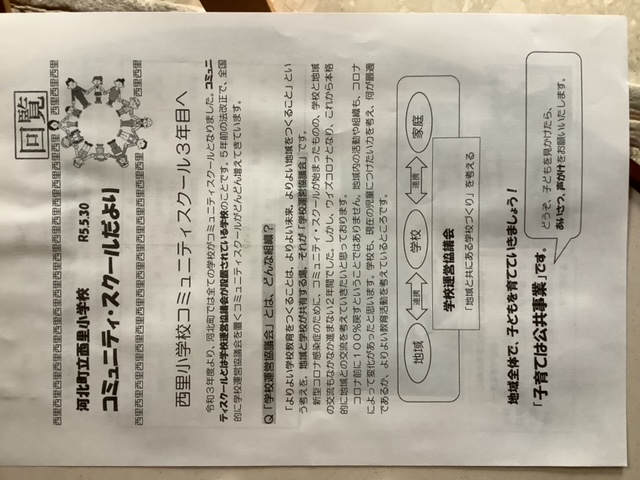 回覧
西里西里西里西里西里西里西里西里西里西里西里西里西里西里 西里西里
河北町立西里小学校 R5.5.30
コミュニティ・スクールだより
西里西里西里西里西里西里西里西里西里西里西里西里西里西里 西里西里
西里小学校コミュニティスクール３年目へ
令和３年度より、河北町では全ての学校がコミュニティスクールとなりました。コミュニ
ティスクールとは学校運営協議会が設置されている学校のことです。５年前の法改正で、全国
的に学校運営協議会を置くコミュニティスクールがどんどん増えてきています。
Ｑ「学校運営協議会」とは、どんな組織？
「よりよい学校教育をつくることは，よりよい未来，よりよい地域をつくること」とい
う考えを，地域と学校が共有する場，それが「学校運営協議会」です。
新型コロナ感染症のために、コミュニティ・スクールが始まったものの、学校と地域
の交流もなかなか進まない２年間でした。しかし、ウイズコロナとなり、これから本格
的に地域との交流を考えていきたいと思っております。
コロナ前に１００％戻すということではありません。地域内の活動や組織も、コロナ
によって変化があったと思います。学校も、現在の児童につけたい力を考え、何が最
適であるか、よりよい教育活動を考えているところです。
地域 連携 学校 連携 家庭
学校運営協議会
「地域と共にある学校づくり」を考える
地域全体で、子どもを育てていきましょう！
「子育ては公共事業」です。
どうぞ、子どもを見かけたら、
あいさつ、声がけをお願いいたします。